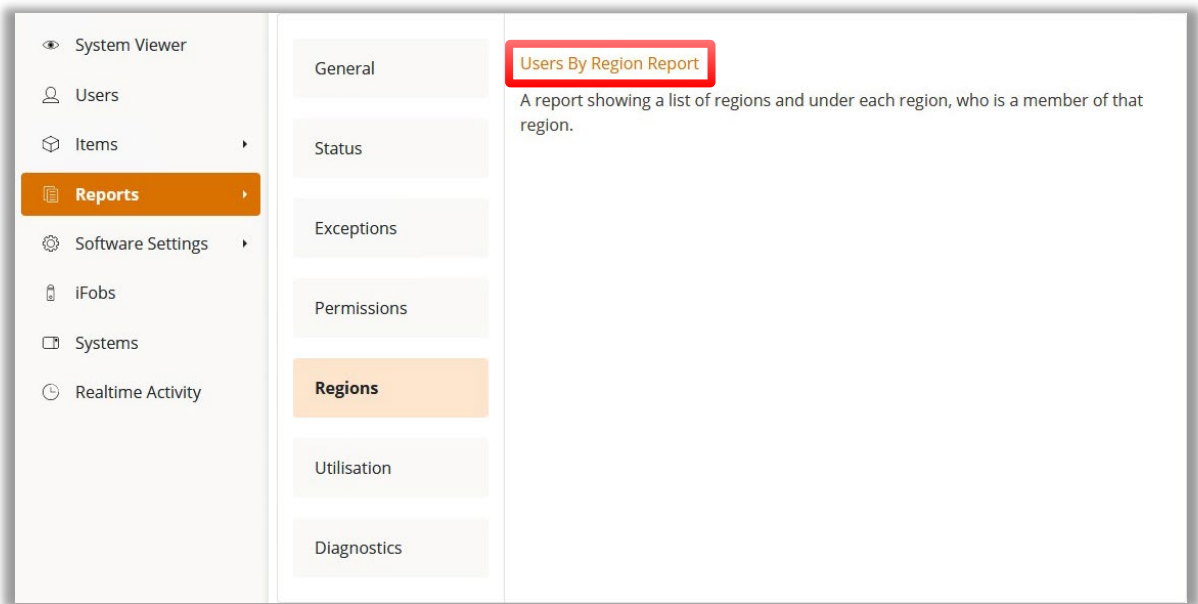 System Viewer
Users
Items
Reports
Software Settings
iFobs
Systems
Realtime Activity
General
Status
Exceptions
Permissions
Regions
Utilisation
Diagnostics
Users By Region Report
A report showing a list of regions and under each region, who is a member of that
region.